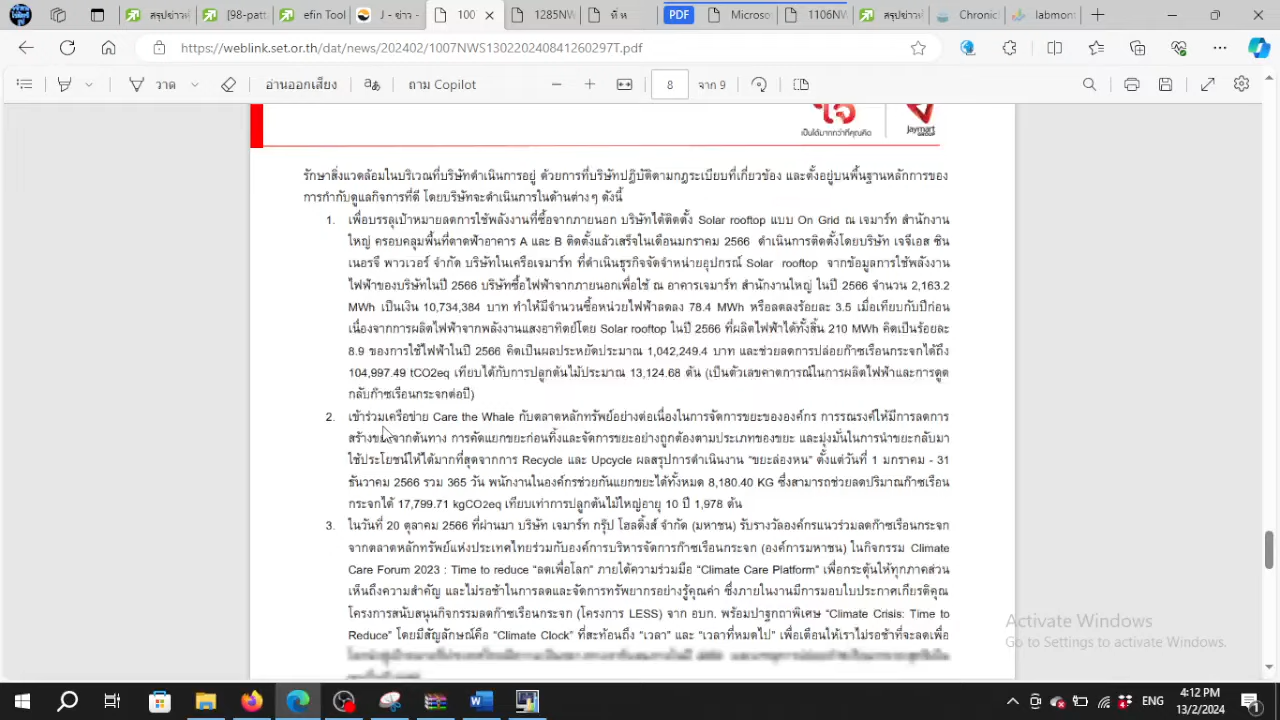 สรุปผลก
(98-patt
efin Tool
J - กราฟ
100
1285NW
PDF
Microso
1106NW
สรุปสภา
Chronic
labmont
https://weblink.set.or.th/dat/news/202402/1007NWS130220240841260297T.pdf
วาด
อ่านออกเสียง
aあ
ถาม Copilot
8
จาก 9
ใจ
เป็นได้มากกว่าที่คุณคิด
Jaymart
GROUP
รักษาสิ่งแวดล้อมในบริเวณที่บริษัทดำเนินการอยู่ ด้วยการที่บริษัทปฏิบัติตามกฎระเบียบที่เกี่ยวข้อง และตั้งอยู่บนพื้นฐานหลักการของ
การกำกับดูแลกิจการที่ดี โดยบริษัทจะดำเนินการในด้านต่างๆ ดังนี้
1. เพื่อบรรลุเป้าหมายลดการใช้พลังงานที่ซื้อจากภายนอก บริษัทได้ติดตั้ง Solar rooftop แบบ On Grid ณ เจมาร์ท สำนักงาน
ใหญ่ ครอบคลุมพื้นที่ดาดฟ้าอาคาร A และ B ติดตั้งแล้วเสร็จในเดือนมกราคม 2566 ดำเนินการติดตั้งโดยบริษัท เจจีเอส ซิน
เนอร์จี พาวเวอร์ จำกัด บริษัทในเครือเจมาร์ท ที่ดำเนินธุรกิจจัดจำหน่ายอุปกรณ์ Solar rooftop จากข้อมูลการใช้พลังงาน
ไฟฟ้าของบริษัทในปี 2566 บริษัทซื้อไฟฟ้าจากภายนอกเพื่อใช้ ณ อาคารเจมาร์ท สำนักงานใหญ่ ในปี 2566 จำนวน 2,163.2
MWh เป็นเงิน 10,734,384 บาท ทำให้มีจำนวนซื้อหน่วยไฟฟ้าลดลง 78.4 MWh หรือลดลงร้อยละ 3.5 เมื่อเทียบกับปีก่อน
เนื่องจากการผลิตไฟฟ้าจากพลังงานแสงอาทิตย์โดย Solar rooftop ในปี 2566 ที่ผลิตไฟฟ้าได้ทั้งสิ้น 210 MWh คิดเป็นร้อยละ
8.9 ของการใช้ไฟฟ้าในปี 2566 คิดเป็นผลประหยัดประมาณ 1,042,249.4 บาท และช่วยลดการปล่อยก๊าซเรือนกระจกได้ถึง
104,997.49 tCO2eq เทียบได้กับการปลูกต้นไม้ประมาณ 13,124.68 ต้น (เป็นตัวเลขคาดการณ์ในการผลิตไฟฟ้าและการดูด
กลับก๊าซเรือนกระจกต่อปี)
2. เข้าร่วมเครือข่าย Care the Whale กับตลาดหลักทรัพย์อย่างต่อเนื่องในการจัดการขยะขององค์กร การรณรงค์ให้มีการลดการ
สร้างขยะจากต้นทาง การคัดแยกขยะก่อนทิ้งและจัดการขยะอย่างถูกต้องตามประเภทของขยะ และมุ่งมั่นในการนำขยะกลับมา
ใช้ประโยชน์ให้ได้มากที่สุดจากการ Recycle และ Upcycle ผลสรุปการดำเนินงาน "ขยะล่องหน" ตั้งแต่วันที่ 1 มกราคม - 31
ธันวาคม 2566 รวม 365 วัน พนักงานในองค์กรช่วยกันแยกขยะได้ทั้งหมด 8,180.40 KG ซึ่งสามารถช่วยลดปริมาณก๊าซเรือน
กระจกได้ 17,799.71 kgCO2eq เทียบเท่าการปลูกต้นไม้ใหญ่อายุ 10 ปี 1,978 ต้น
3. ในวันที่ 20 ตุลาคม 2566 ที่ผ่านมา บริษัท เจมาร์ท กรุ๊ป โฮลดิ้งส์ จำกัด (มหาชน) รับรางวัลองค์กรแนวร่วมลดก๊าซเรือนกระจก
จากตลาดหลักทรัพย์แห่งประเทศไทยร่วมกับองค์การบริหารจัดการก๊าซเรือนกระจก (องค์การมหาชน) ในกิจกรรม Climate
Care Forum 2023 : Time to reduce "ลดเพื่อโลก" ภายใต้ความร่วมมือ "Climate Care Platform" เพื่อกระตุ้นให้ทุกภาคส่วน
เห็นถึงความสำคัญ และไม่รอช้าในการลดและจัดการทรัพยากรอย่างรู้คุณค่า ซึ่งภายในงานมีการมอบใบประกาศเกียรติคุณ
โครงการสนับสนุนกิจกรรมลดก๊าซเรือนกระจก (โครงการ LESS) จาก อบก. พร้อมปาฐกถาพิเศษ "Climate Crisis: Time to
Reduce" โดยมีสัญลักษณ์คือ "Climate Clock" ที่สะท้อนถึง "เวลา" และ "เวลาที่หมดไป" เพื่อเตือนให้เราไม่รอช้าที่จะลดเพื่อ
Activate Windows
Go to Settings to activate Windows.
ENG
4:12 PM
13/2/2024